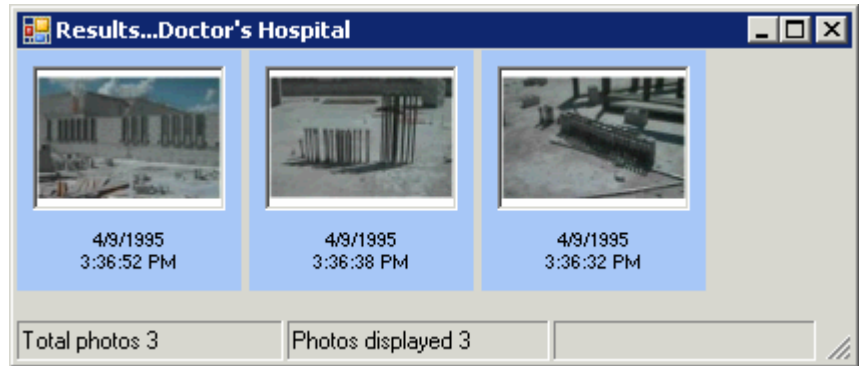 Results...Doctor's Hospital
4/9/1995
3:36:52 PM
4/9/1995
3:36:38 PM
4/9/1995
3:36:32 PM
Total photos 3
Photos displayed 3